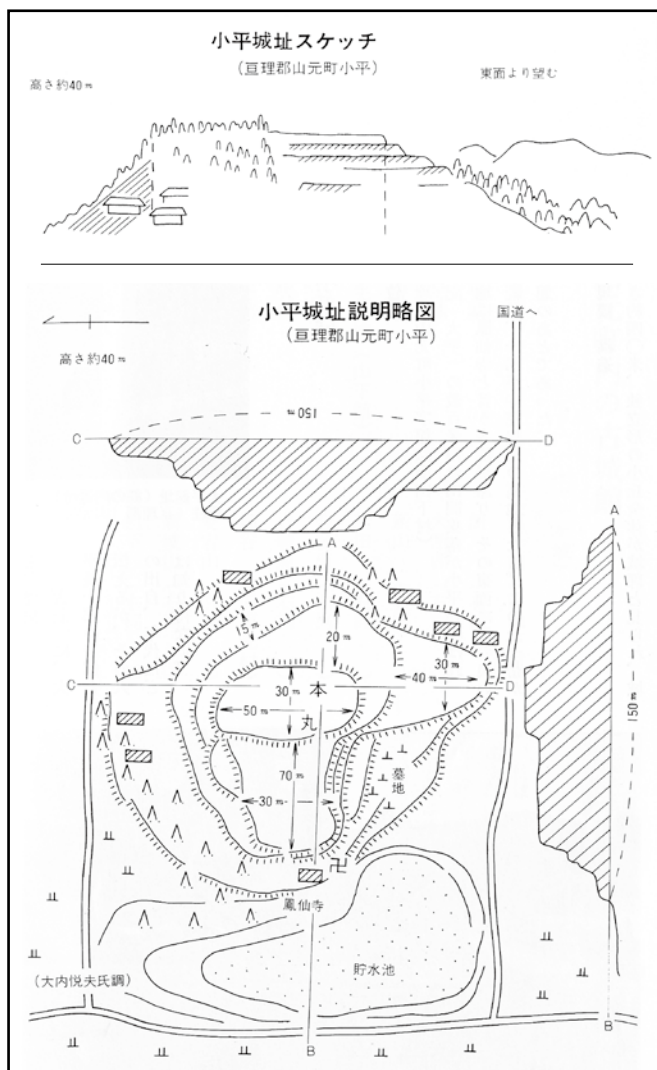 小平城址スケッチ
(亘理郡山元町小平)
東面より望む
高さ約40m
小平城址説明略図
(亘理郡山元町小平)
国道へ
高さ約40m
150m
C
D
A
A
15m
20m
30m
40m
C
30m
本
D
50m
丸
150m
70m
墓地
30m
卍
鳳仙寺
貯水池
(大内悦夫氏調)
B
B